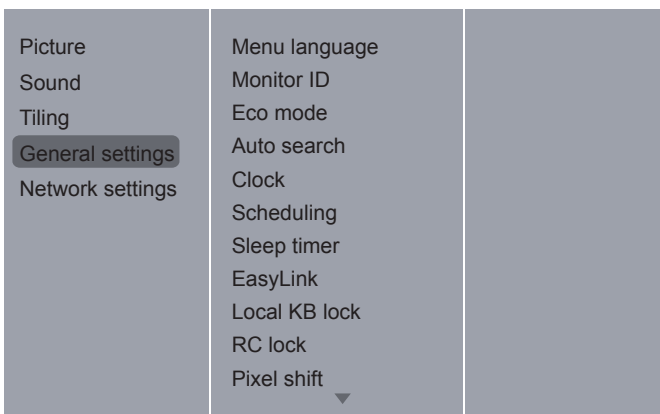 Picture
Sound
Tiling
General settings
Network settings
Menu language
Monitor ID
Eco mode
Auto search
Clock
Scheduling
Sleep timer
EasyLink
Local KB lock
RC lock
Pixel shift